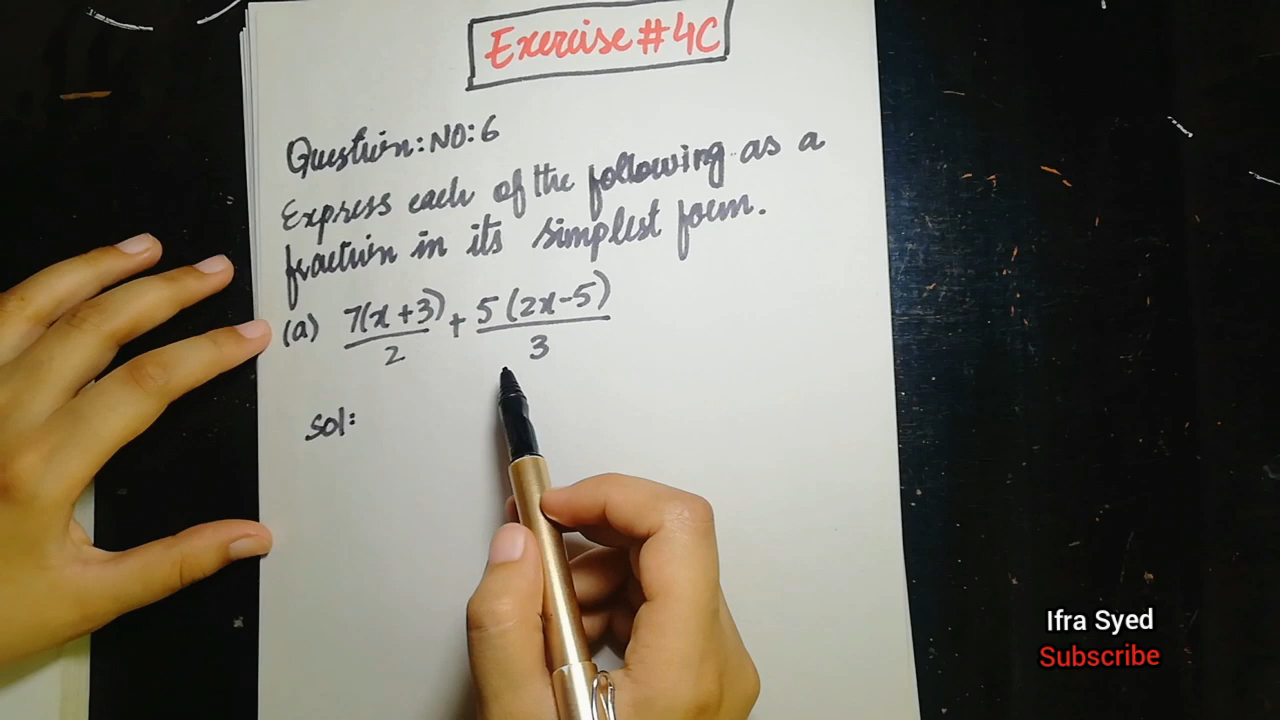 Exercise #4C
Question: NO: 6
Express each of the following as a
fraction in its simplest form.
(a) 7(x+3)/2 + 5(2x-5)/3
Sol:
Ifra Syed
Subscribe